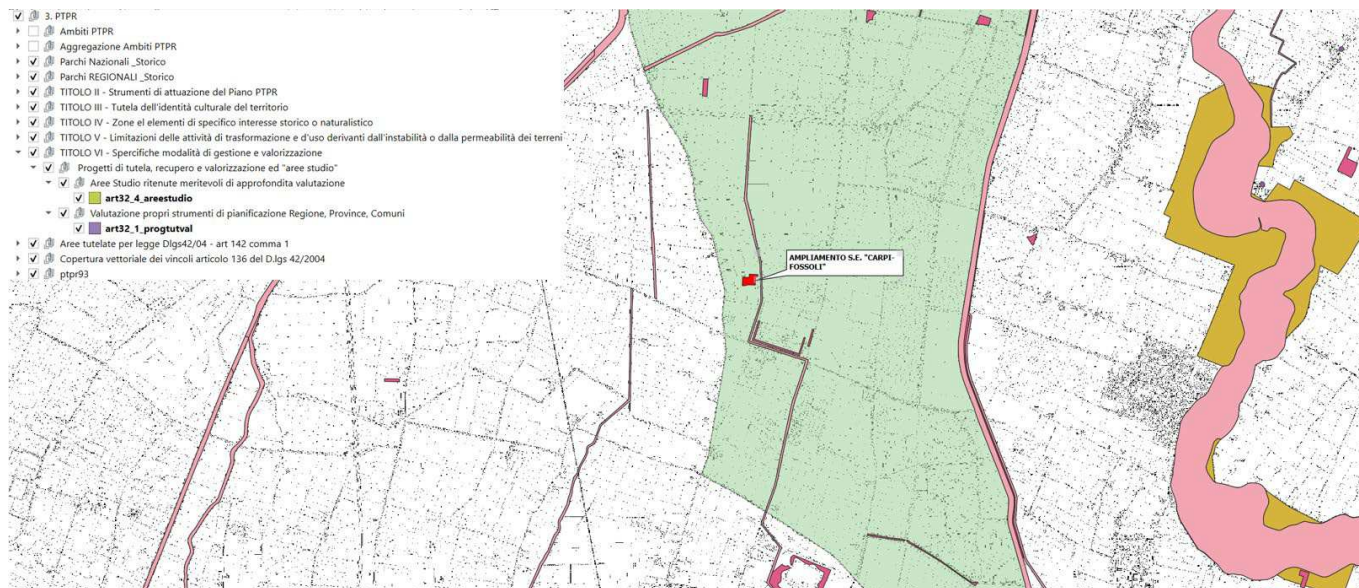 3. PTPR
Ambiti PTPR
Aggregazione Ambiti PTPR
Parchi Nazionali _Storico
Parchi REGIONALI _Storico
TITOLO II - Strumenti di attuazione del Piano PTPR
TITOLO III - Tutela dell'identità culturale del territorio
TITOLO IV - Zone el elementi di specifico interesse storico o naturalistico
TITOLO V - Limitazioni delle attività di trasformazione e d'uso derivanti dall'instabilità o dalla permeabilità dei terreni
TITOLO VI - Spercifiche modalità di gestione e valorizzazione
Progetti di tutela, recupero e valorizzazione ed "aree studio"
Aree Studio ritenute meritevoli di approfondita valutazione
art32_4_areestudio
Valutazione propri strumenti di pianificazione Regione, Province, Comuni
art32_1_progtutval
Aree tutelate per legge Dlgs42/04 - art 142 comma 1
Copertura vettoriale dei vincoli articolo 136 del D.lgs 42/2004
ptpr93
AMPLIAMENTO S.E. "CARPI-
FOSSOLI"